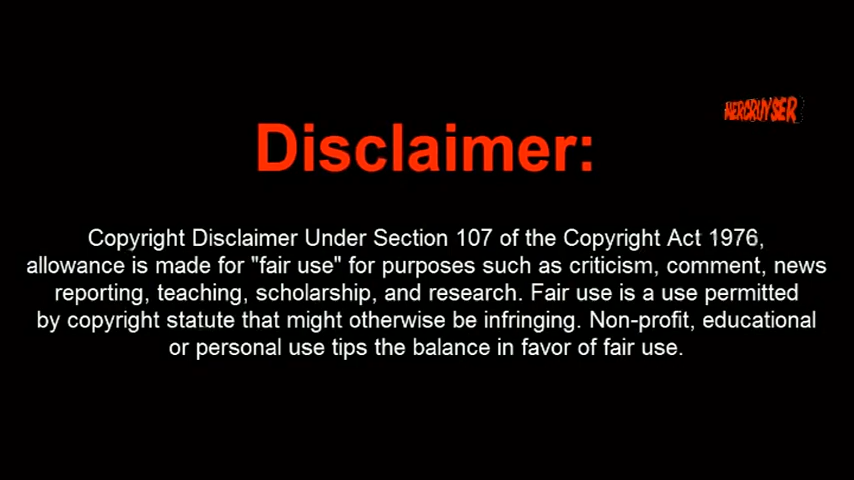 NERCRUYSER
Disclaimer:
Copyright Disclaimer Under Section 107 of the Copyright Act 1976,
allowance is made for "fair use" for purposes such as criticism, comment, news
reporting, teaching, scholarship, and research. Fair use is a use permitted
by copyright statute that might otherwise be infringing. Non-profit, educational
or personal use tips the balance in favor of fair use.